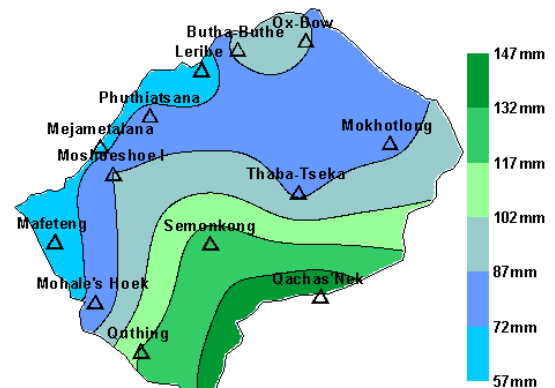 Ox-Bow
Butha-Buthe
Leribe
Phuthiatsana
Mejametalana
Moshoeshoe I
Mokhotlong
Thaba-Tseka
Mafeteng
Semonkong
Mohale's Hoek
Qachas'Nek
Quthing
147mm
132mm
117mm
102mm
87mm
72mm
57mm